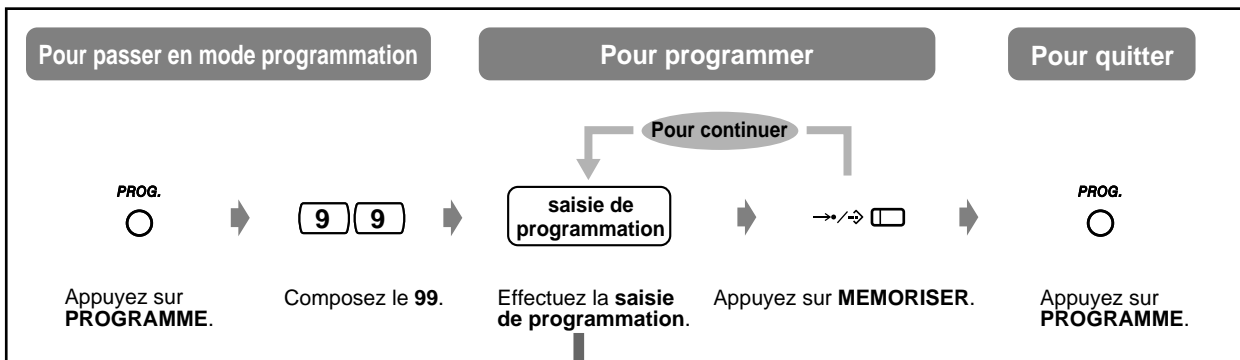 Pour passer en mode programmation
Pour programmer
Pour quitter
Pour continuer
PROG.
9 9
saisie de
programmation
PROG.
Appuyez sur
PROGRAMME.
Composez le 99.
Effectuez la saisie
de programmation.
Appuyez sur MEMORISER.
Appuyez sur
PROGRAMME.